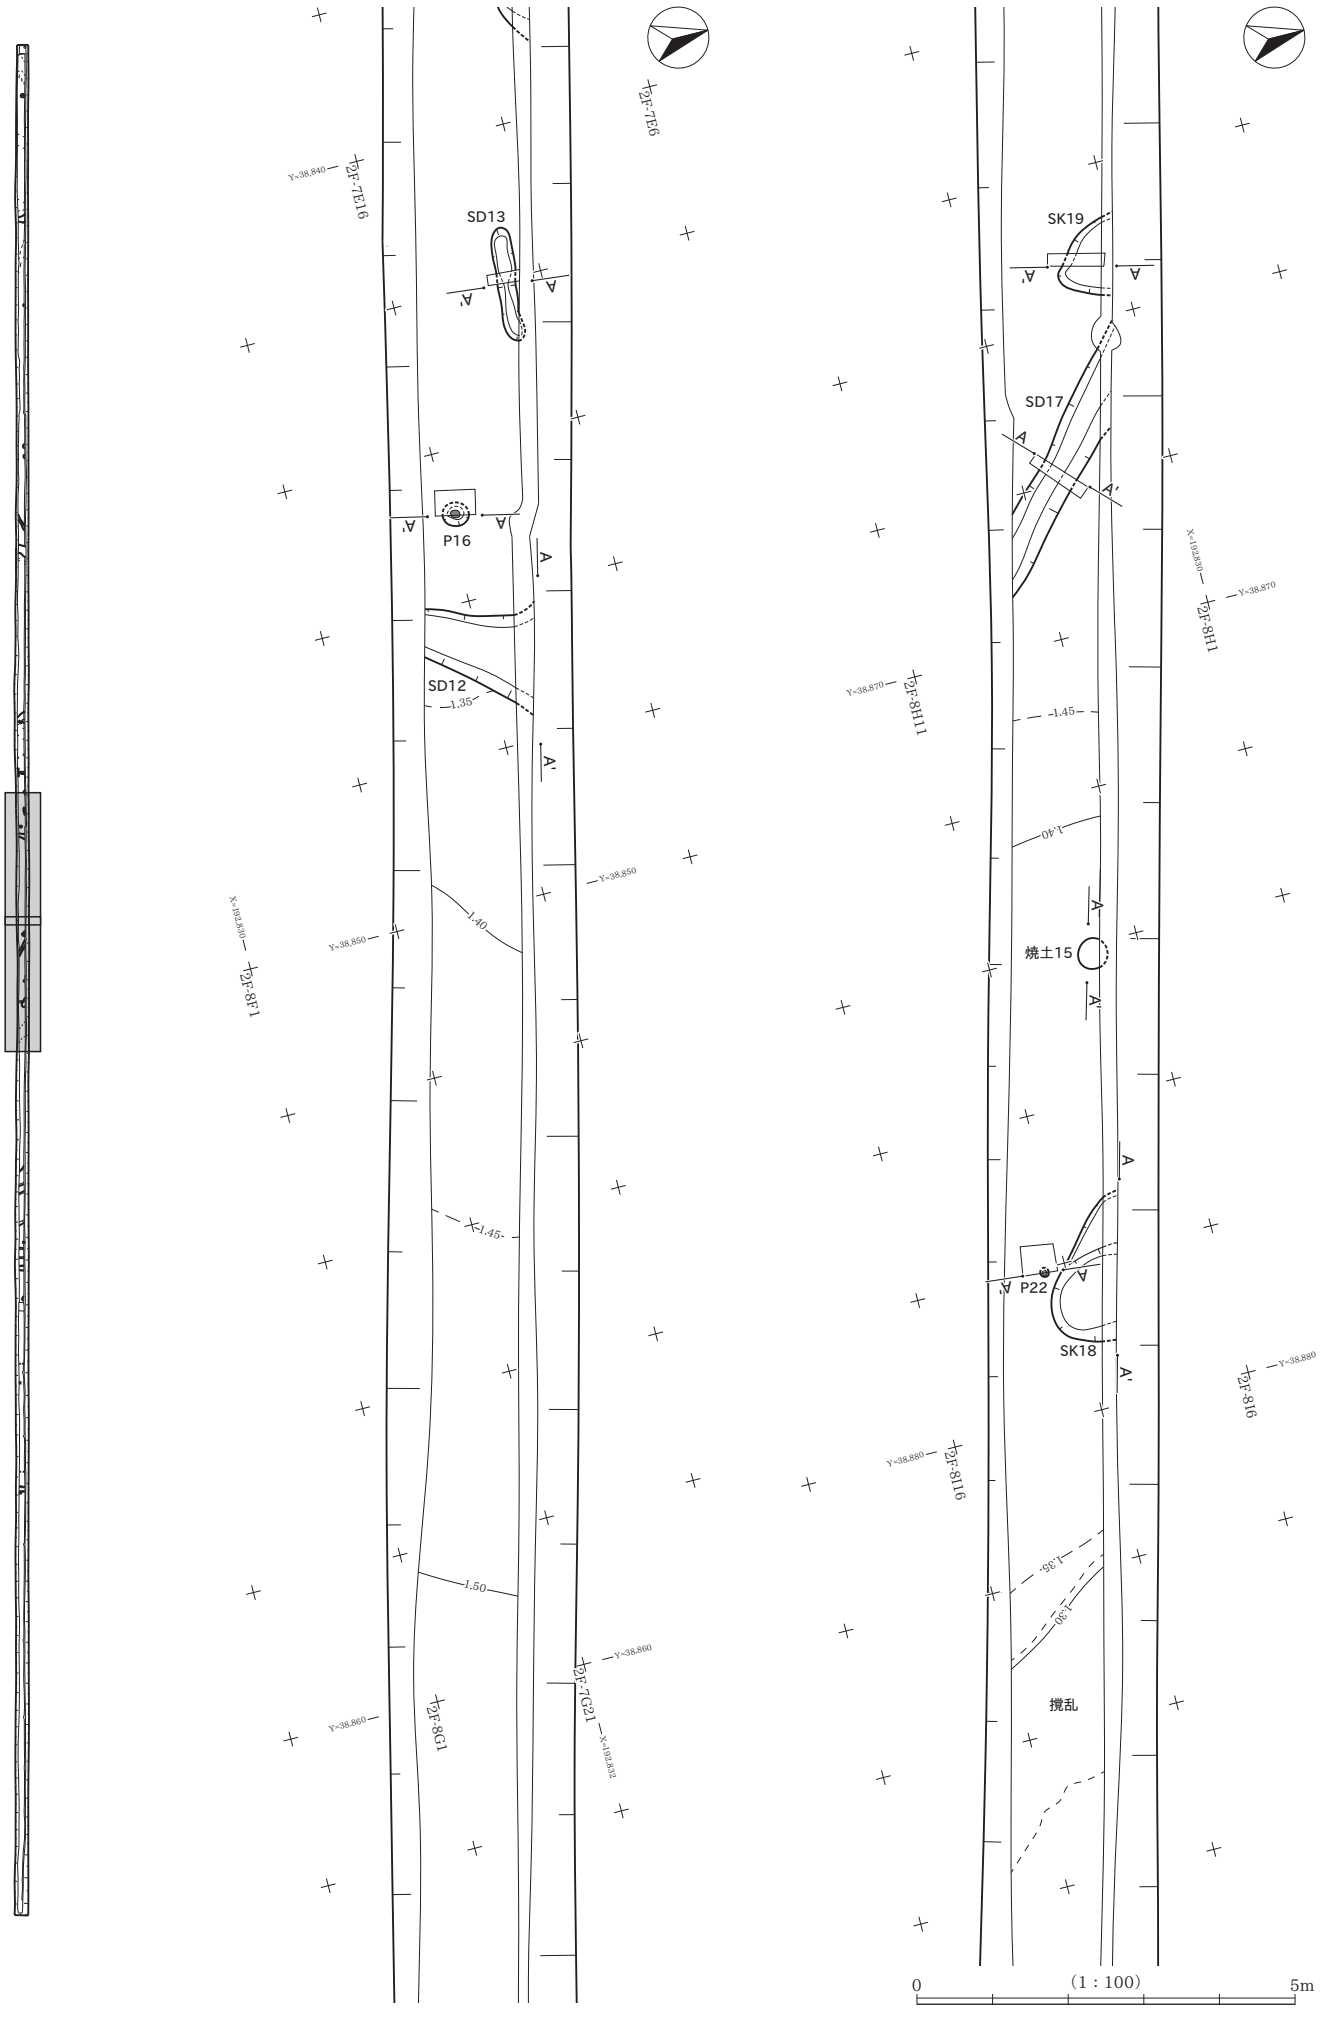 2F-7E6
Y=38,840
2F-7E16
SD13
A'
A
A'
A
P16
A
SD12
1.35
A'
1.40
Y=38,850
Y=38,850
X=192,830
2F-8F1
1.45
1.50
Y=38,860
2F-7G21
X=192,832
2F-8G1
Y=38,860
SK19
A'
A
SD17
A
A'
X=192,830
Y=38,870
2F-8H1
Y=38,870
2F-8H11
1.45
1.40
A
焼土15
A'
A
A'
P22
A
SK18
A'
Y=38,880
2F-8I6
Y=38,880
2F-8I16
1.35
1.30
撹乱
0
(1 : 100)
5m